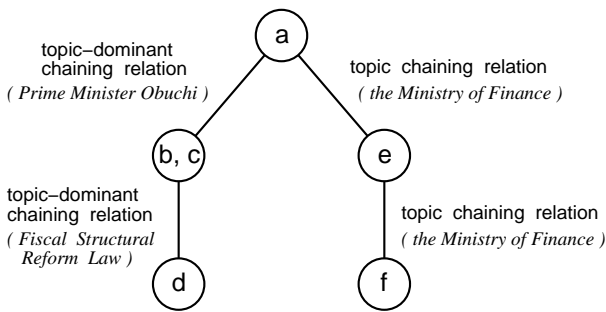 a
topic–dominant
chaining relation
( Prime Minister Obuchi )
topic chaining relation
( the Ministry of Finance )
b, c
e
topic–dominant
chaining relation
( Fiscal Structural
Reform Law )
topic chaining relation
( the Ministry of Finance )
d
f